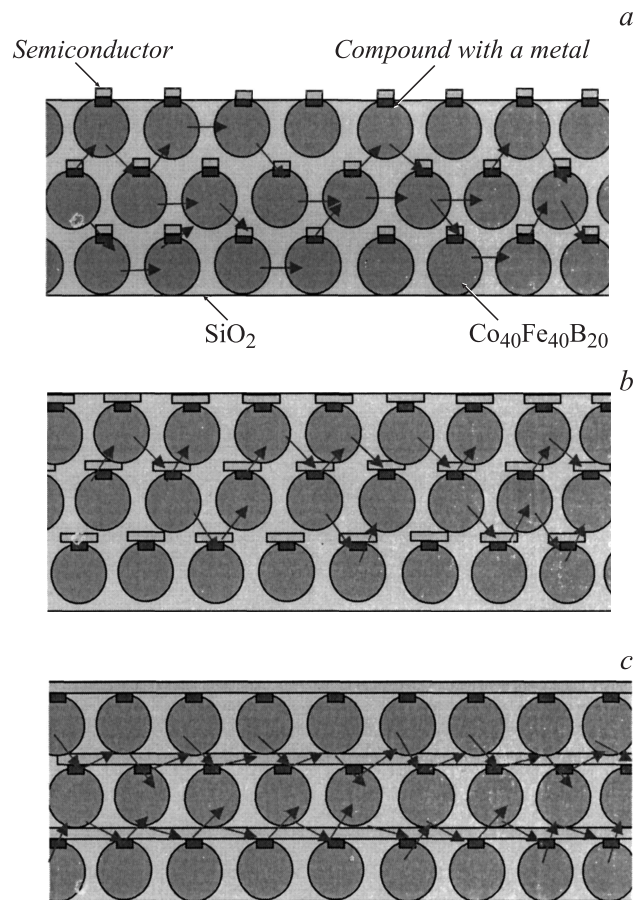 a
Semiconductor
Compound with a metal
SiO₂
Co₄₀Fe₄₀B₂₀
b
c